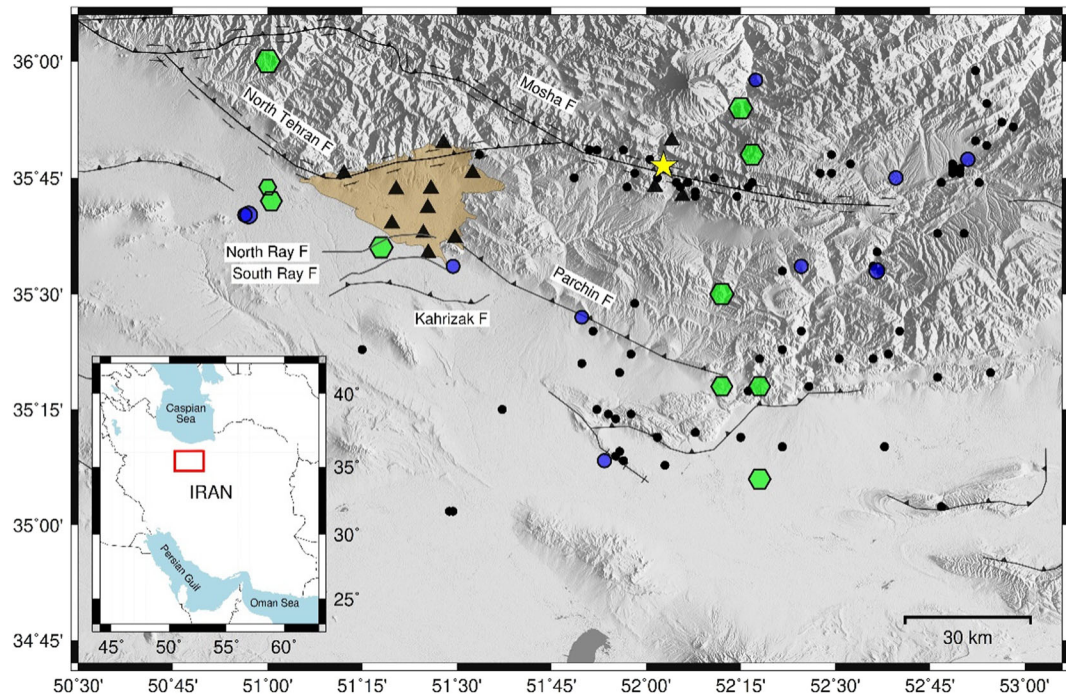 36°00'
35°45'
35°30'
35°15'
35°00'
34°45'
50°30'
50°45'
51°00'
51°15'
51°30'
51°45'
52°00'
52°15'
52°30'
52°45'
53°00'
Mosha F
North Tehran F
North Ray F
South Ray F
Kahrizak F
Parchin F
Caspian
Sea
IRAN
Persian Gulf
Oman Sea
40°
35°
30°
25°
45°
50°
55°
60°
30 km